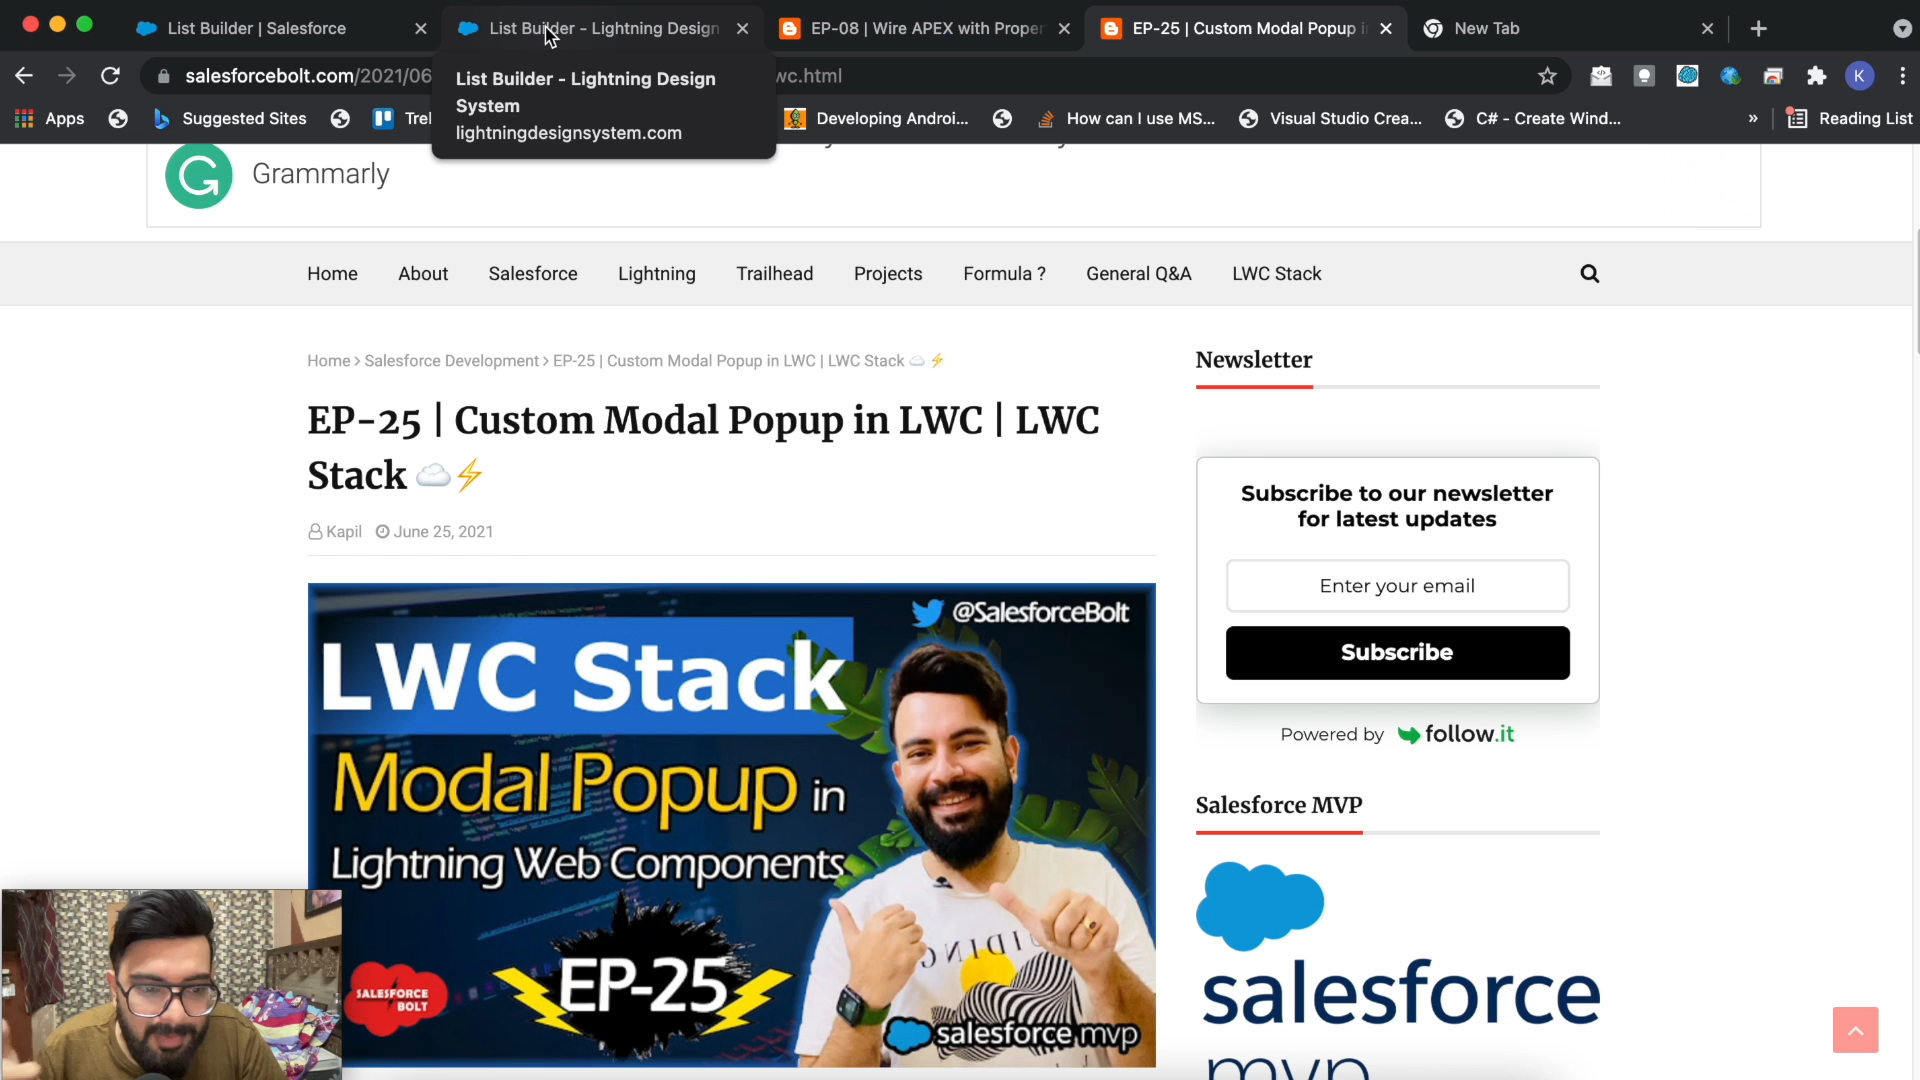 List Builder | Salesforce
List Builder - Lightning Design
EP-08 | Wire APEX with Proper
EP-25 | Custom Modal Popup i
New Tab
salesforcebolt.com/2021/06
wc.html
K
List Builder - Lightning Design
System
lightningdesignsystem.com
Apps
Suggested Sites
Trel
Developing Androi...
How can I use MS...
Visual Studio Crea...
C# - Create Wind...
»
Reading List
Grammarly
Home
About
Salesforce
Lightning
Trailhead
Projects
Formula ?
General Q&A
LWC Stack
Home > Salesforce Development > EP-25 | Custom Modal Popup in LWC | LWC Stack ☁️⚡
EP-25 | Custom Modal Popup in LWC | LWC
Stack ☁️⚡
Kapil June 25, 2021
@SalesforceBolt
LWC Stack
Modal Popup in
Lightning Web Components
EP-25
SALESFORCE
BOLT
salesforce mvp
Newsletter
Subscribe to our newsletter
for latest updates
Enter your email
Subscribe
Powered by follow.it
Salesforce MVP
salesforce
mvp